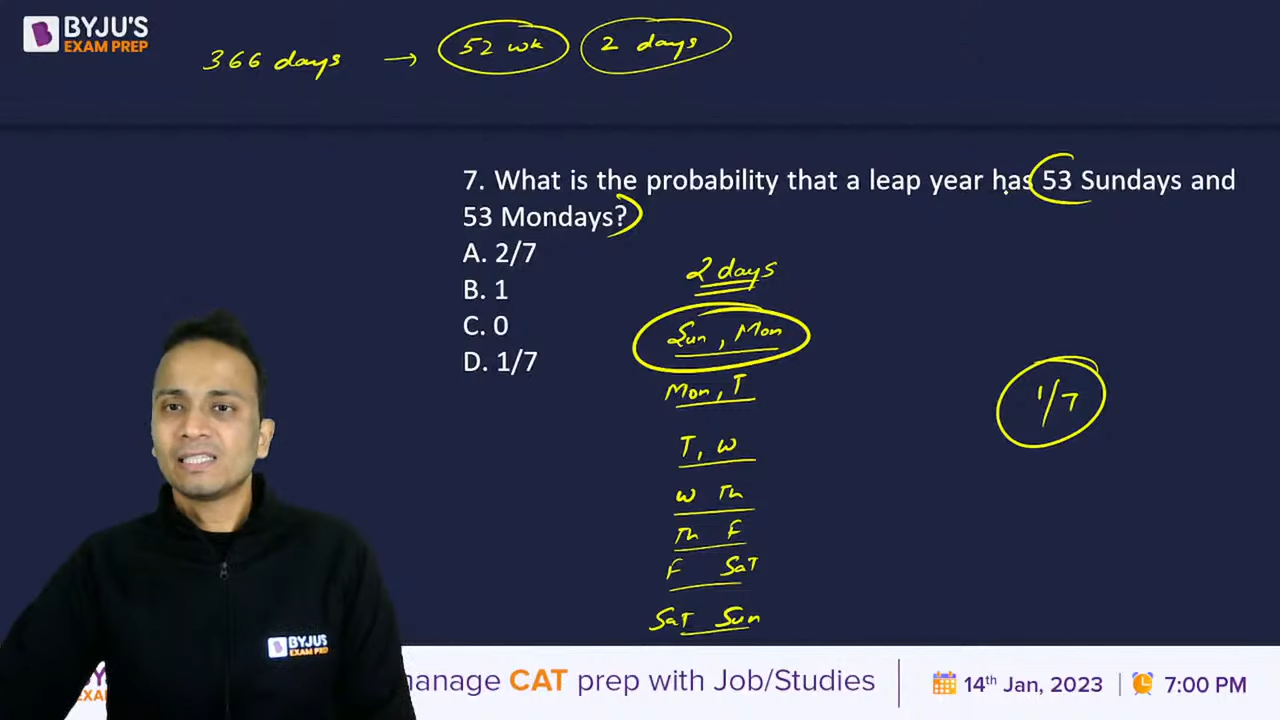 BYJU'S
EXAM PREP
366 days → 52 wk 2 days
7. What is the probability that a leap year has 53 Sundays and
53 Mondays?
A. 2/7
B. 1
C. 0
D. 1/7
2 days
Sun, Mon
Mon, T
T, W
W Th
Th F
F SaT
SaT Sun
1/7
BYJU'S
EXAM PREP
manage CAT prep with Job/Studies
14th Jan, 2023
7:00 PM